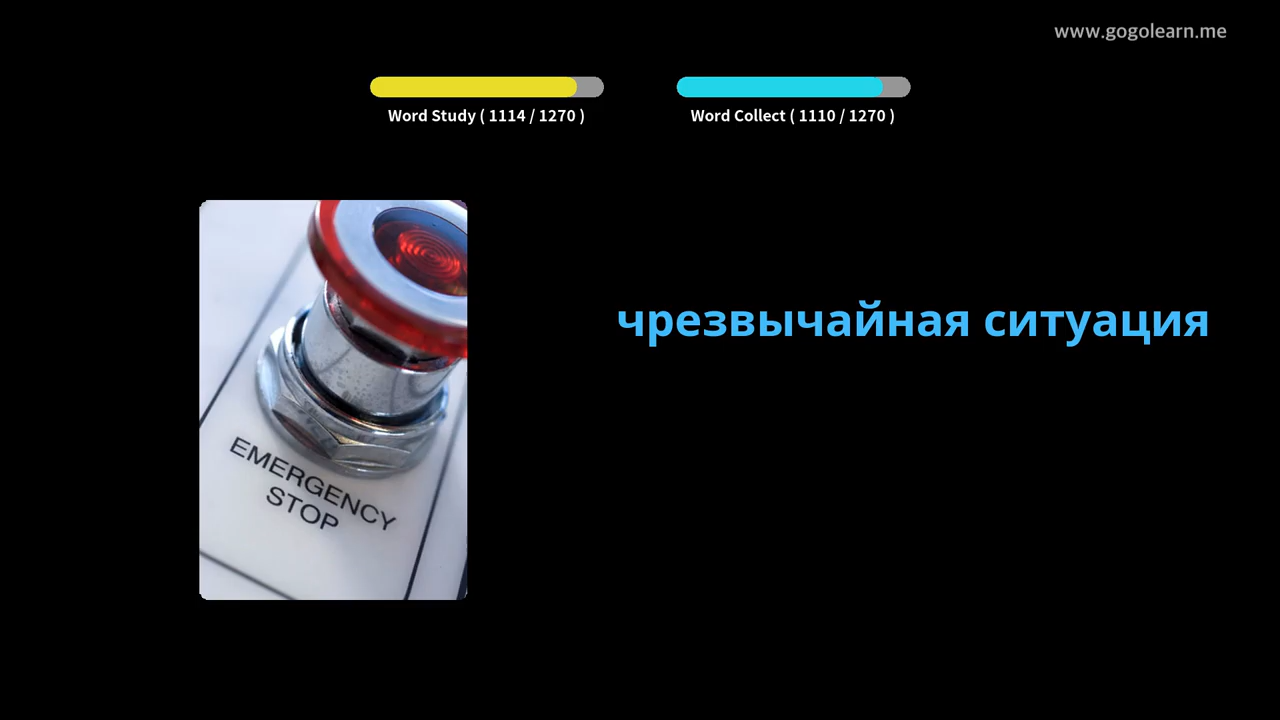 www.gogolearn.me
Word Study ( 1114 / 1270 )
Word Collect ( 1110 / 1270 )
чрезвычайная ситуация
EMERGENCY
STOP